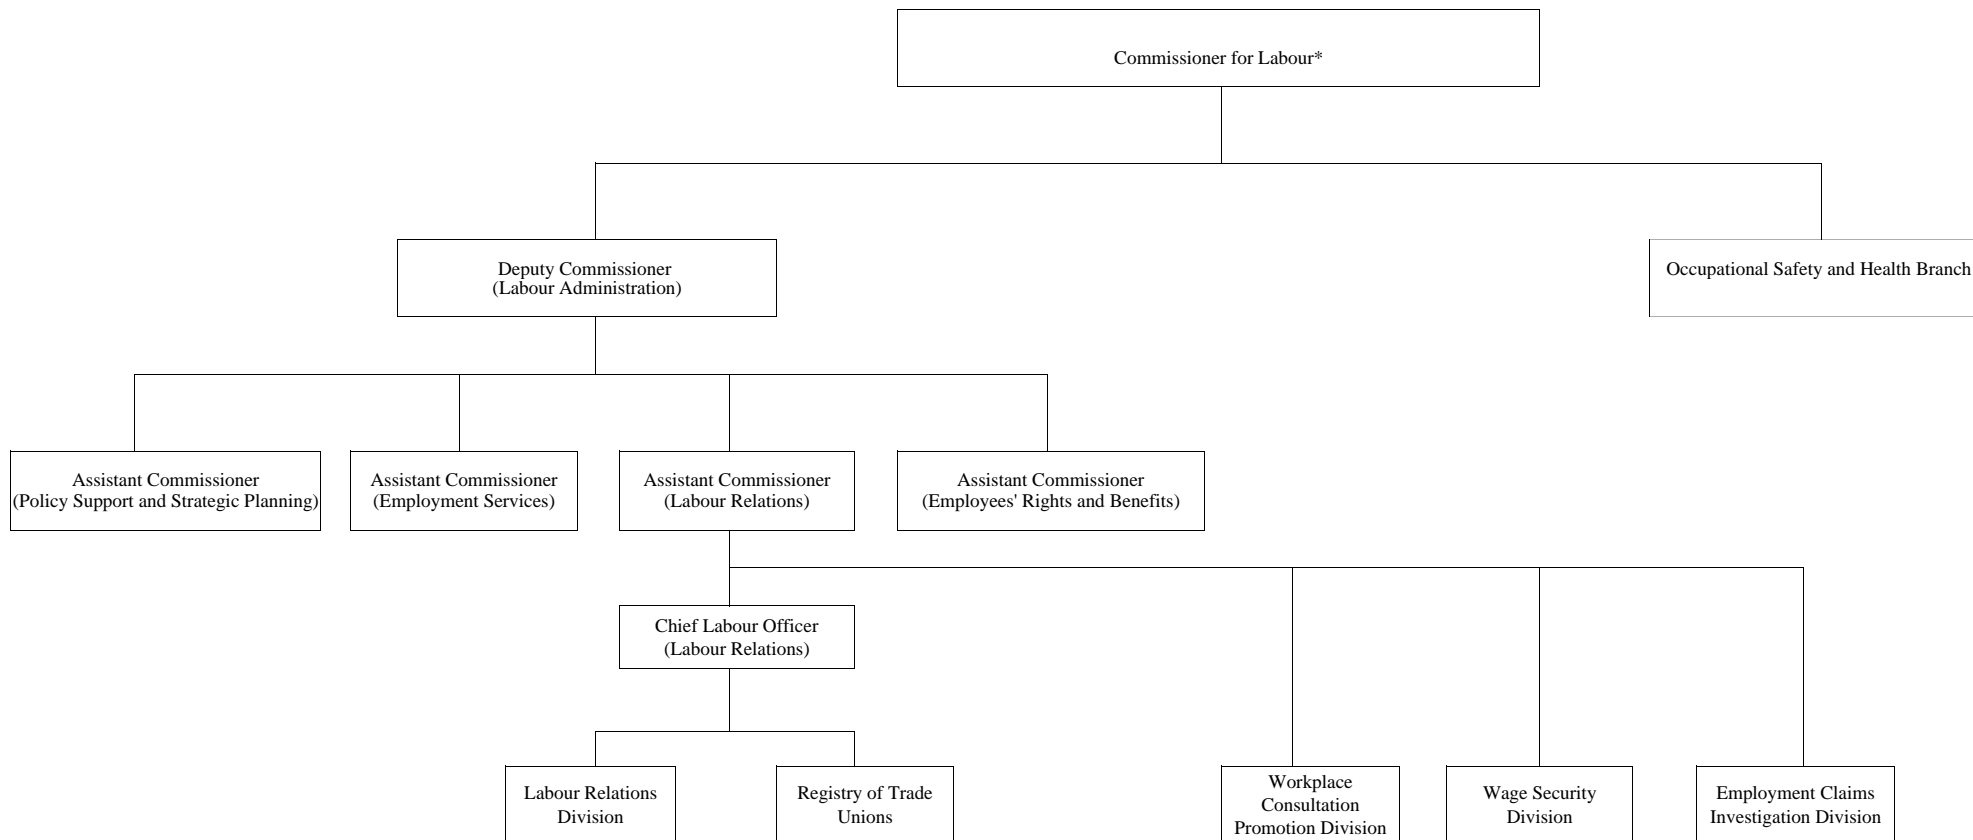 Commissioner for Labour*
Deputy Commissioner
(Labour Administration)
Occupational Safety and Health Branch
Assistant Commissioner
(Policy Support and Strategic Planning)
Assistant Commissioner
(Employment Services)
Assistant Commissioner
(Labour Relations)
Assistant Commissioner
(Employees' Rights and Benefits)
Chief Labour Officer
(Labour Relations)
Labour Relations
Division
Registry of Trade
Unions
Workplace
Consultation
Promotion Division
Wage Security
Division
Employment Claims
Investigation Division